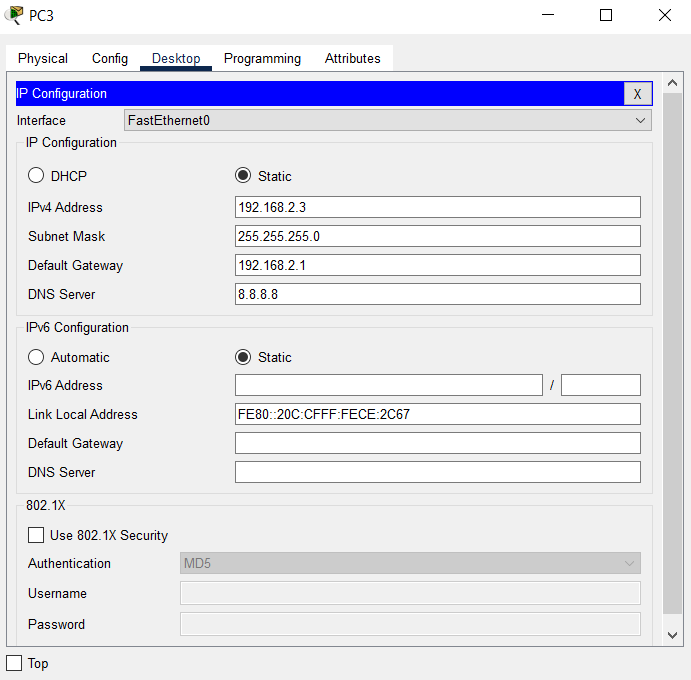 PC3
Physical Config Desktop Programming Attributes
IP Configuration X
Interface FastEthernet0
IP Configuration
DHCP Static
IPv4 Address 192.168.2.3
Subnet Mask 255.255.255.0
Default Gateway 192.168.2.1
DNS Server 8.8.8.8
IPv6 Configuration
Automatic Static
IPv6 Address /
Link Local Address FE80::20C:CFFF:FECE:2C67
Default Gateway
DNS Server
802.1X
Use 802.1X Security
Authentication MD5
Username
Password
Top